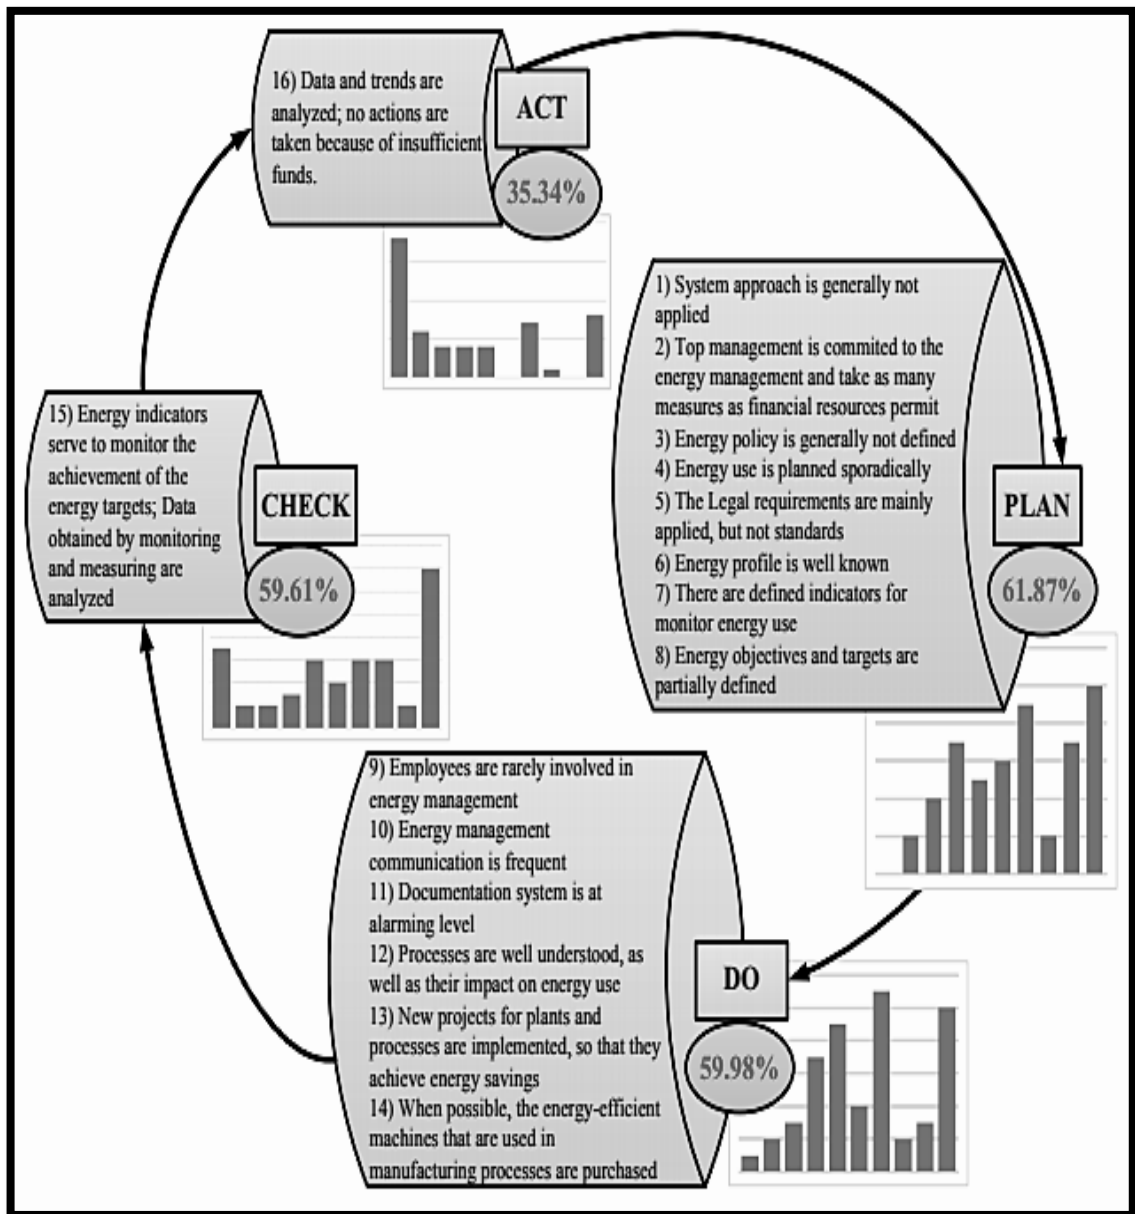 16) Data and trends are
analyzed; no actions are
taken because of insufficient
funds.
ACT
35.34%
1) System approach is generally not
applied
2) Top management is commited to the
energy management and take as many
measures as financial resources permit
3) Energy policy is generally not defined
4) Energy use is planned sporadically
5) The Legal requirements are mainly
applied, but not standards
6) Energy profile is well known
7) There are defined indicators for
monitor energy use
8) Energy objectives and targets are
partially defined
PLAN
61.87%
15) Energy indicators
serve to monitor the
achievement of the
energy targets; Data
obtained by monitoring
and measuring are
analyzed
CHECK
59.61%
9) Employees are rarely involved in
energy management
10) Energy management
communication is frequent
11) Documentation system is at
alarming level
12) Processes are well understood, as
well as their impact on energy use
13) New projects for plants and
processes are implemented, so that they
achieve energy savings
14) When possible, the energy-efficient
machines that are used in
manufacturing processes are purchased
DO
59.98%